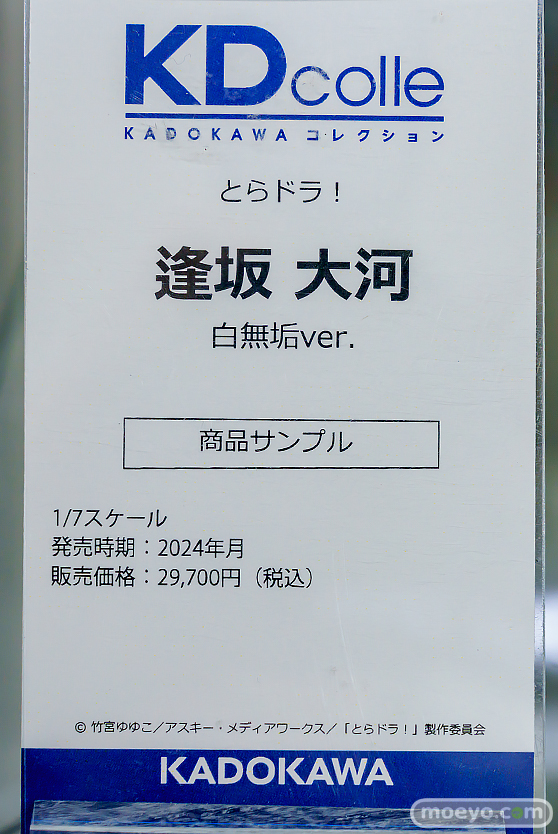 KDcolle
KADOKAWA コレクション
とらドラ！
逢坂 大河
白無垢ver.
商品サンプル
1/7スケール
発売時期：2024年月
販売価格：29,700円（税込）
© 竹宮ゆゆこ／アスキー・メディアワークス／「とらドラ！」製作委員会
KADOKAWA
moeyo.com